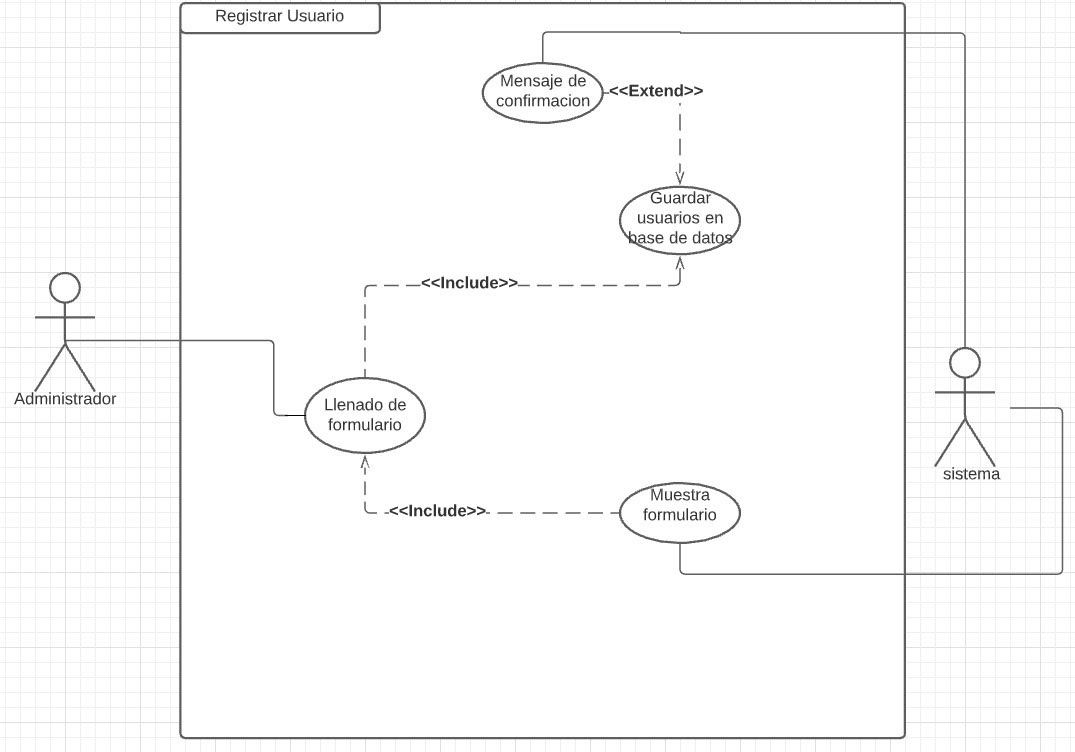 Registrar Usuario
Mensaje de
confirmacion
<<Extend>>
Guardar
usuarios en
base de datos
<<Include>>
Administrador
Llenado de
formulario
sistema
<<Include>>
Muestra
formulario